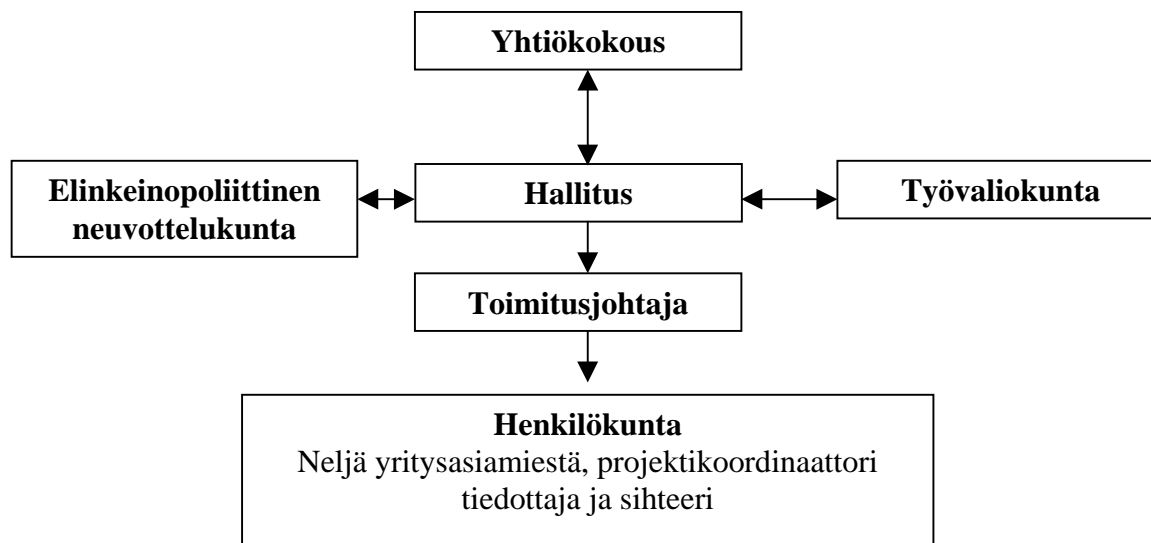 Yhtiökokous
Elinkeinopoliittinen
neuvottelukunta
Hallitus
Työvaliokunta
Toimitusjohtaja
Henkilökunta
Neljä yritysasiamiestä, projektikoordinaattori
tiedottaja ja sihteeri